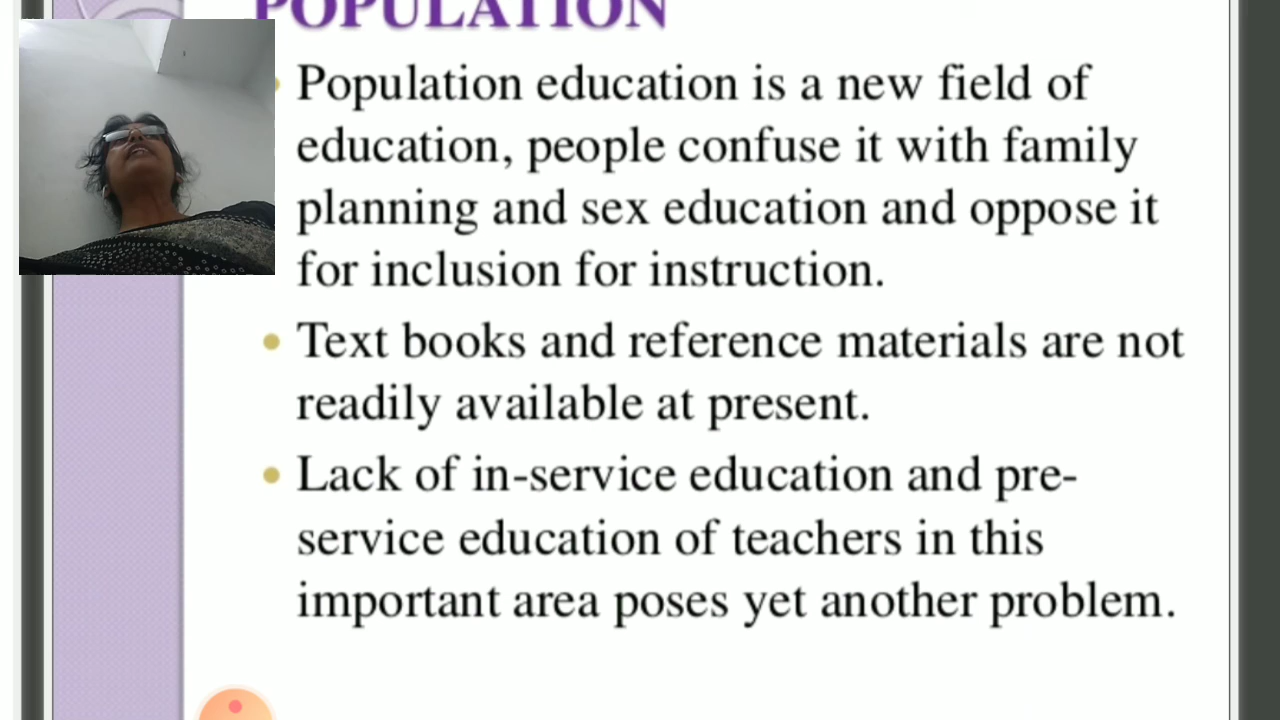 POPULATION
Population education is a new field of
education, people confuse it with family
planning and sex education and oppose it
for inclusion for instruction.
Text books and reference materials are not
readily available at present.
Lack of in-service education and pre-
service education of teachers in this
important area poses yet another problem.